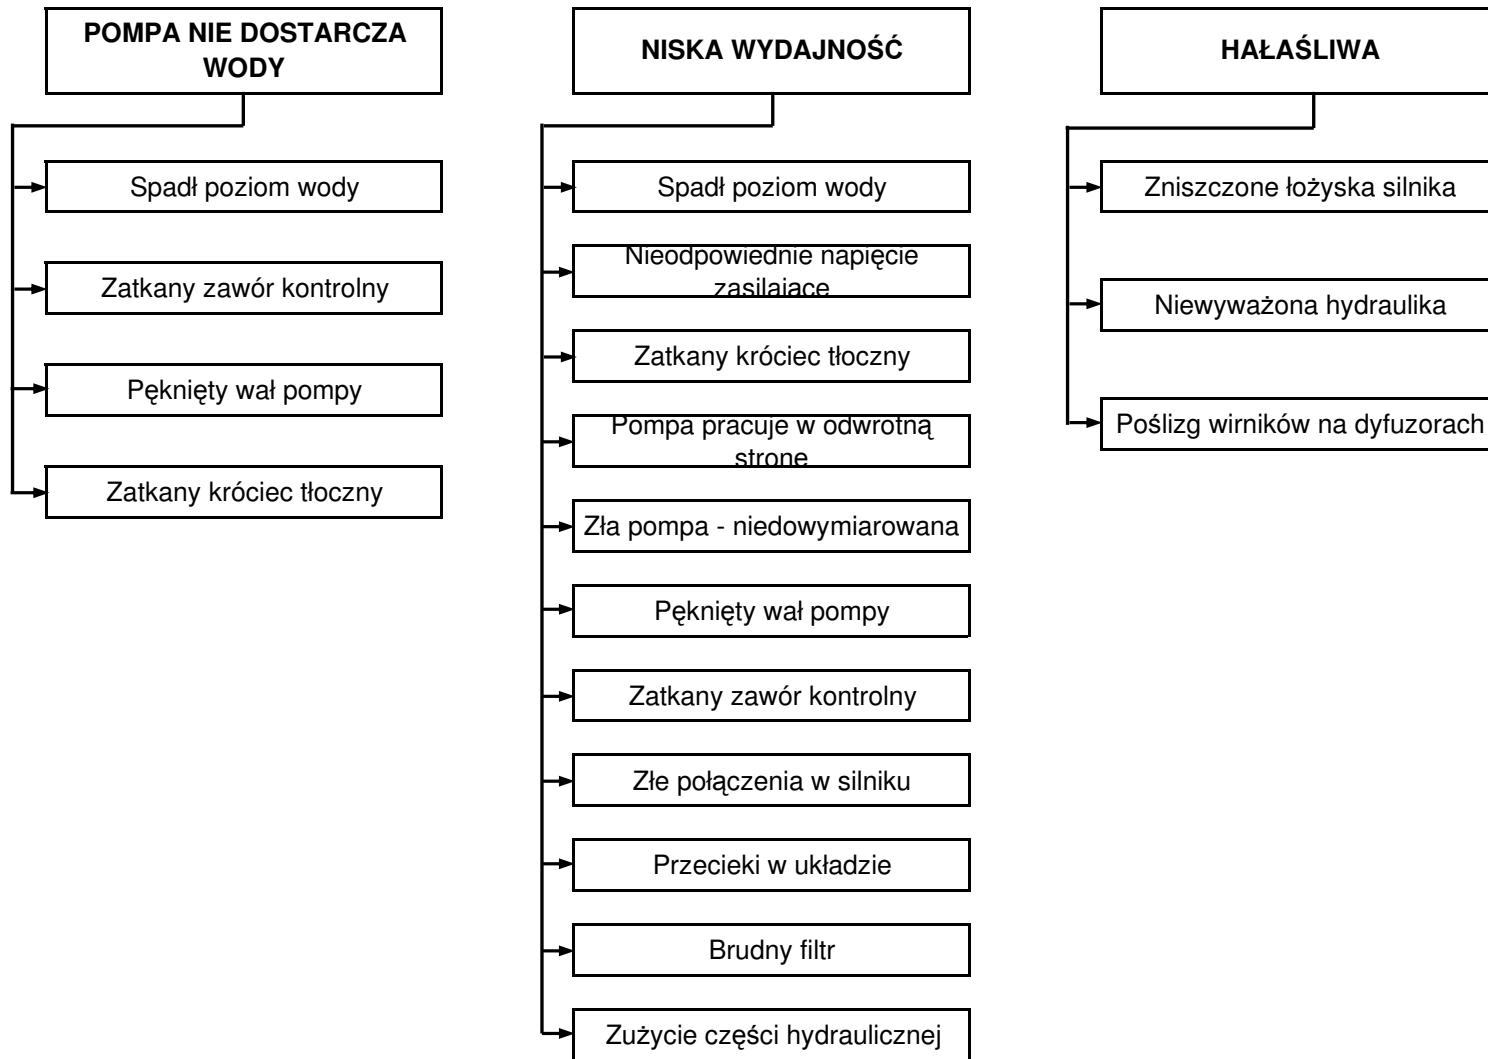 POMPA NIE DOSTARCZA
WODY
Spadł poziom wody
Zatkany zawór kontrolny
Pęknięty wał pompy
Zatkany króciec tłoczny
NISKA WYDAJNOŚĆ
Spadł poziom wody
Nieodpowiednie napięcie
zasilające
Zatkany króciec tłoczny
Pompa pracuje w odwrotną
stronę
Zła pompa - niedowymiarowana
Pęknięty wał pompy
Zatkany zawór kontrolny
Złe połączenia w silniku
Przecieki w układzie
Brudny filtr
Zużycie części hydraulicznej
HAŁAŚLIWA
Zniszczone łożyska silnika
Niewyważona hydraulika
Poślizg wirników na dyfuzorach